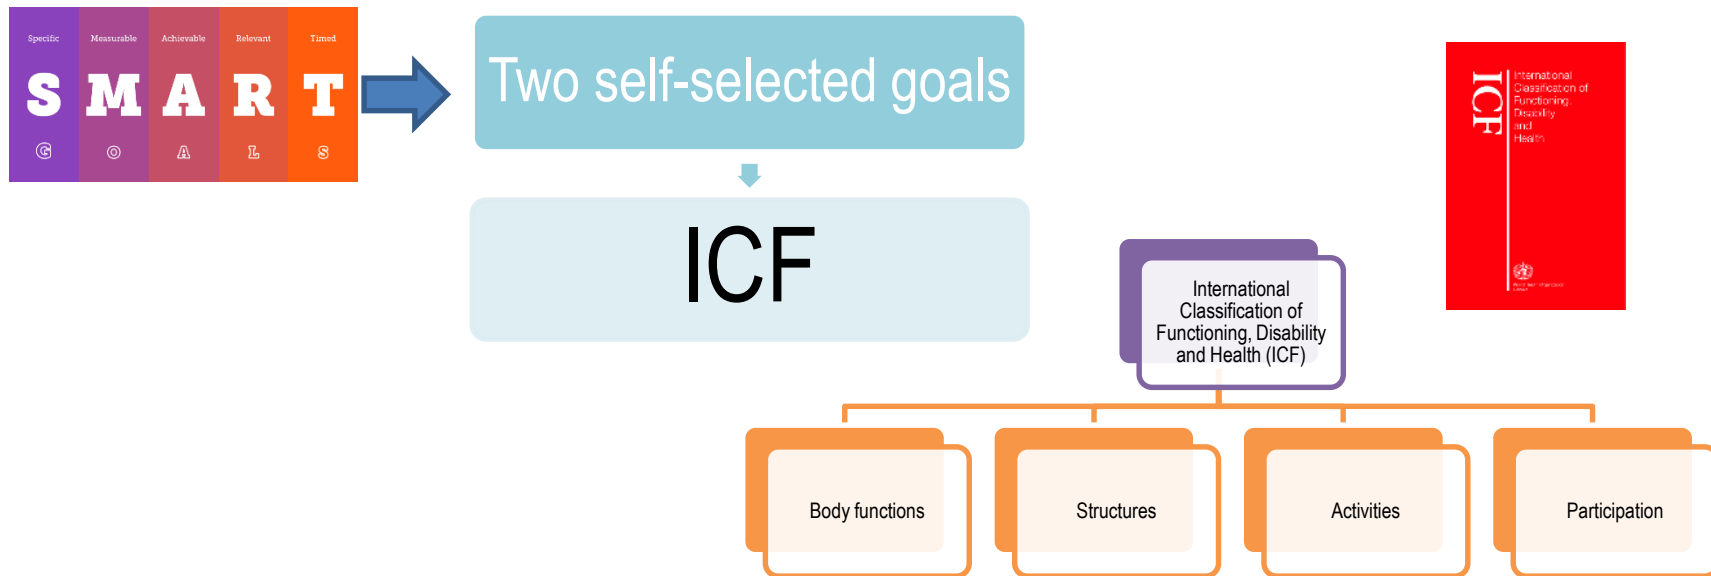 Specific Measurable Achievable Relevant Timed
S M A R T
G O A L S
Two self-selected goals
ICF
ICF
International
Classification of
Functioning,
Disability
and
Health
International
Classification of
Functioning, Disability
and Health (ICF)
Body functions
Structures
Activities
Participation